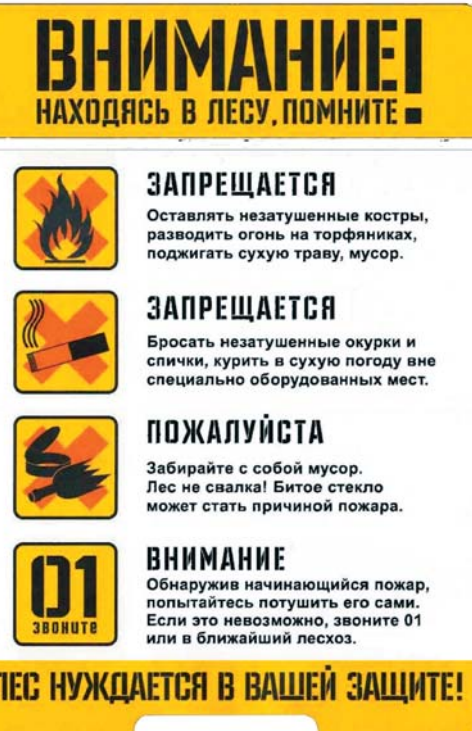 ВНИМАНИЕ!
НАХОДЯСЬ В ЛЕСУ, ПОМНИТЕ
ЗАПРЕЩАЕТСЯ
Оставлять незатушенные костры,
разводить огонь на торфяниках,
поджигать сухую траву, мусор.
ЗАПРЕЩАЕТСЯ
Бросать незатушенные окурки и
спички, курить в сухую погоду вне
специально оборудованных мест.
ПОЖАЛУЙСТА
Забирайте с собой мусор.
Лес не свалка! Битое стекло
может стать причиной пожара.
01
ЗВОНИТЕ
ВНИМАНИЕ
Обнаружив начинающийся пожар,
попытайтесь потушить его сами.
Если это невозможно, звоните 01
или в ближайший лесхоз.
ЛЕС НУЖДАЕТСЯ В ВАШЕЙ ЗАЩИТЕ!